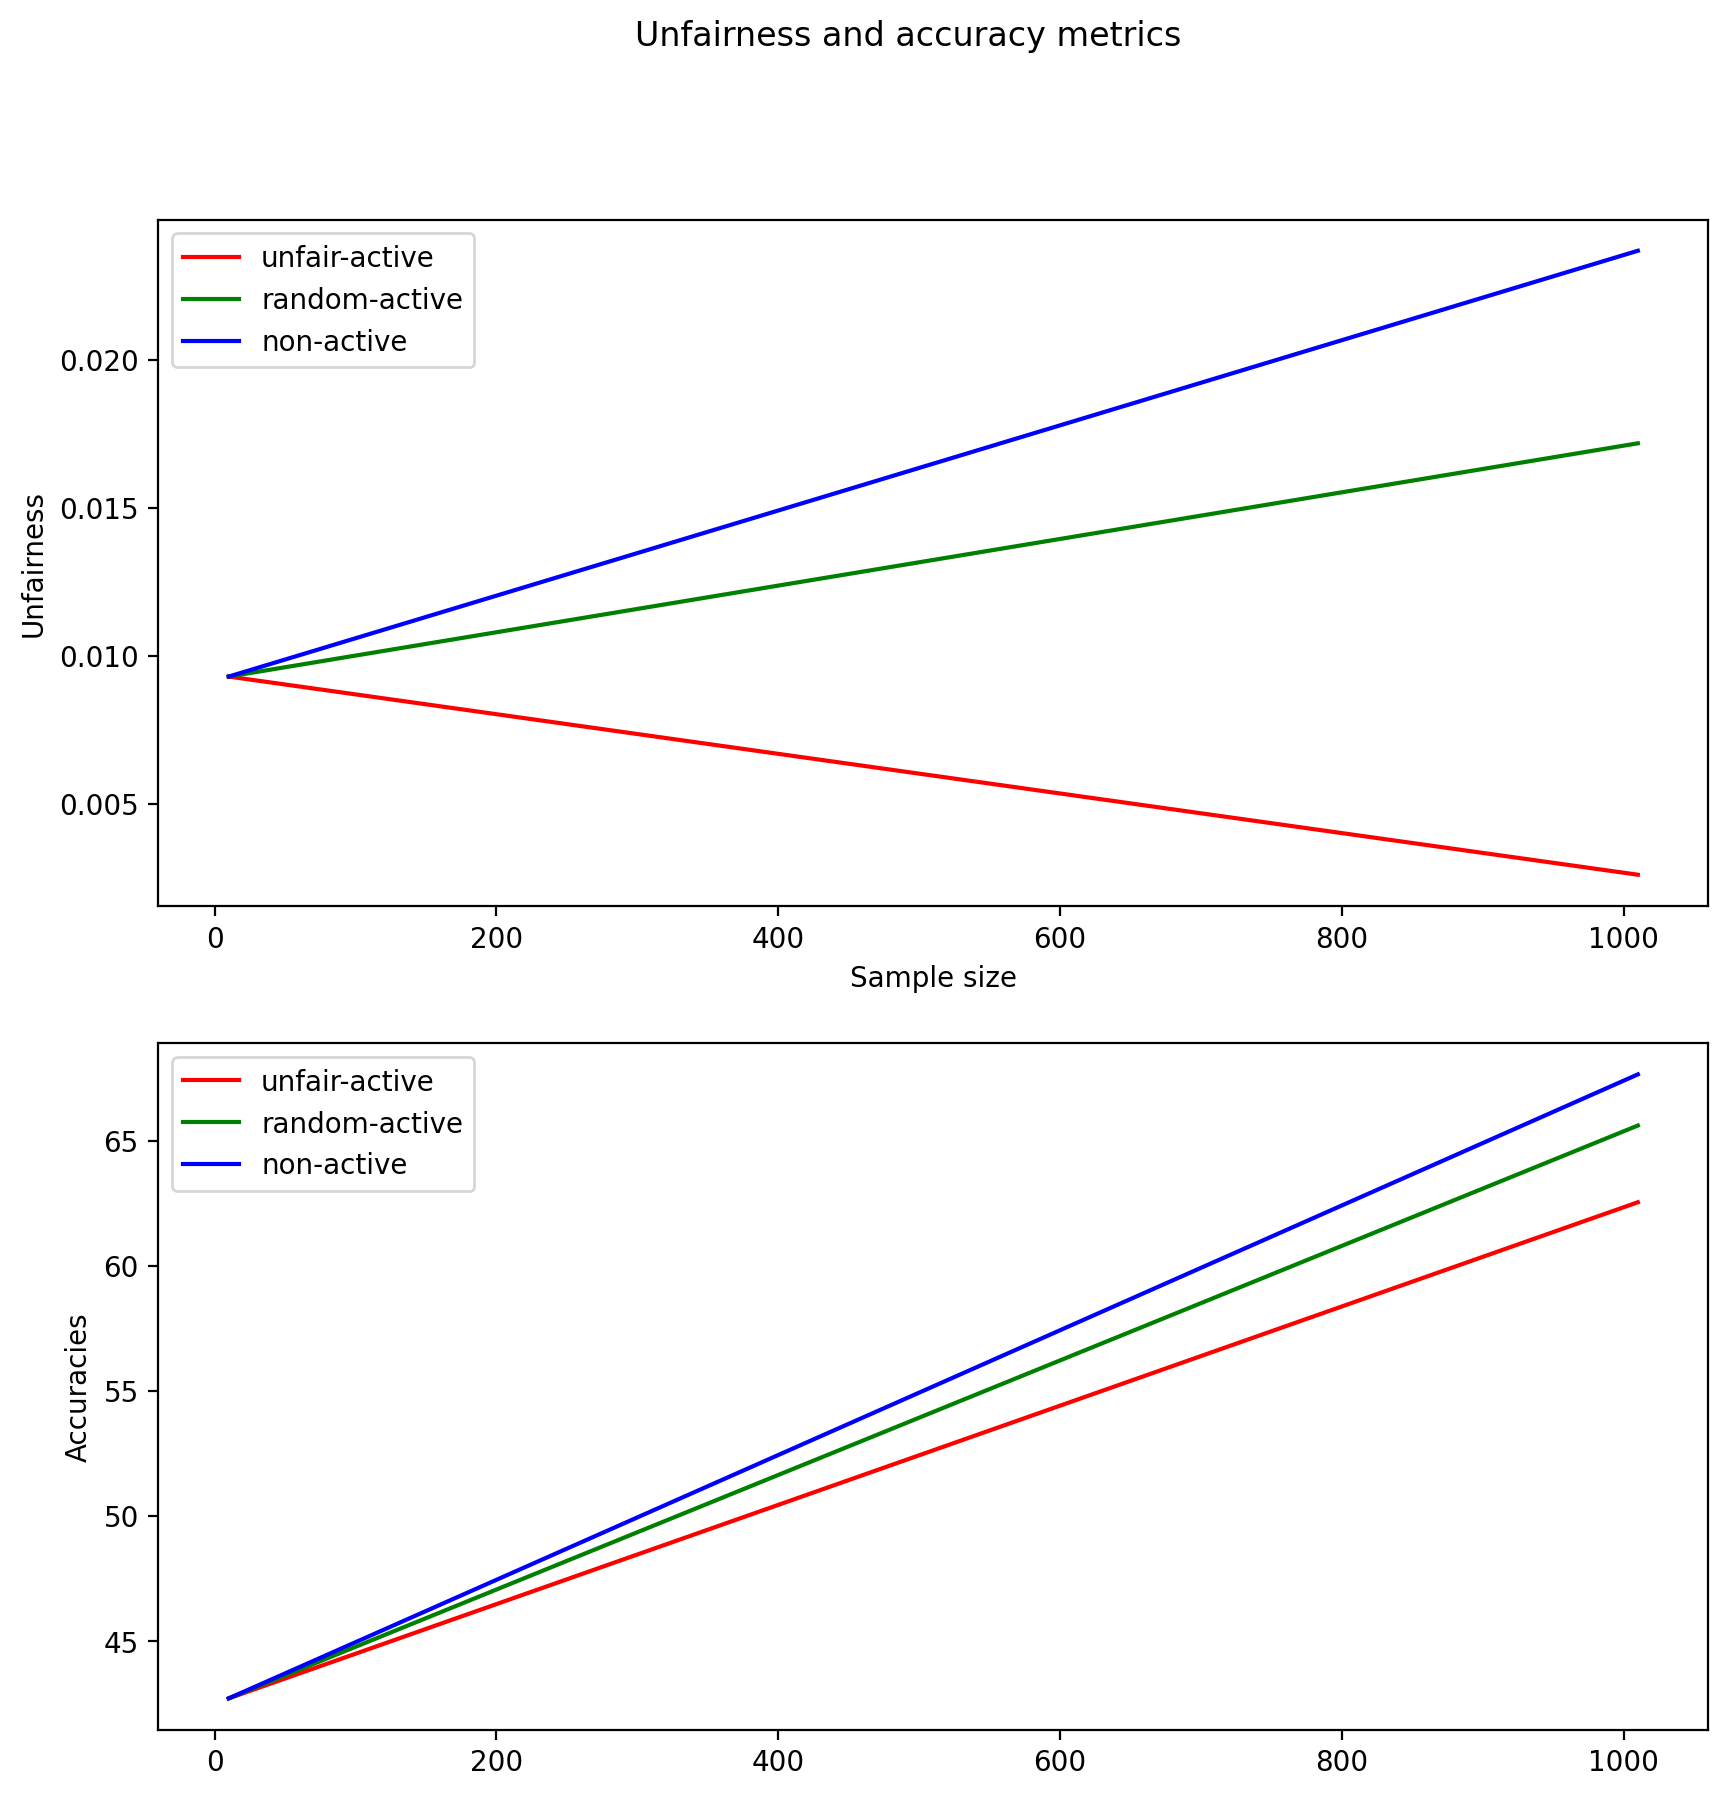 Unfairness and accuracy metrics
unfair-active
random-active
non-active
0.020
0.015
0.010
0.005
Unfairness
0 200 400 600 800 1000
Sample size
unfair-active
random-active
non-active
65
60
55
50
45
Accuracies
0 200 400 600 800 1000